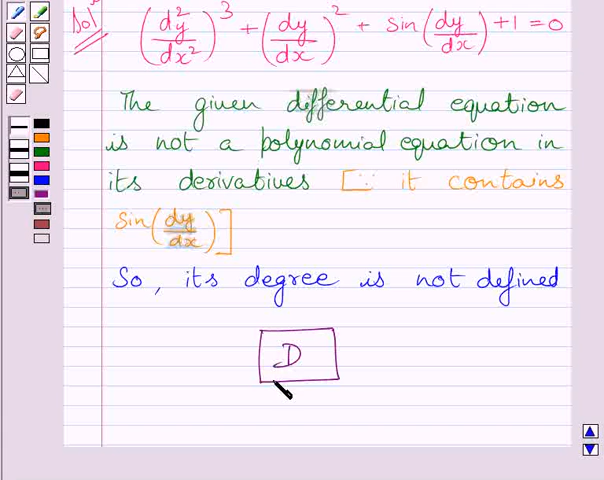 Sol
(d²y/dx²)³ + (dy/dx)² + sin(dy/dx) + 1 = 0
The given differential equation
is not a polynomial equation in
its derivatives [∵ it contains
sin(dy/dx)]
So, its degree is not defined
D